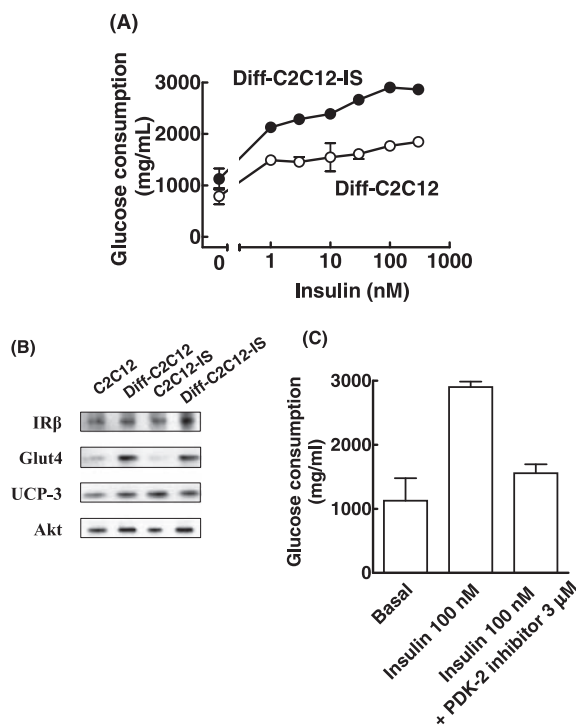 (A)
Glucose consumption
(mg/mL)
3000
2000
1000
0
Diff-C2C12-IS
Diff-C2C12
0
1
10
100
1000
Insulin (nM)
(B)
C2C12
Diff-C2C12
C2C12-IS
Diff-C2C12-IS
IRβ
Glut4
UCP-3
Akt
(C)
Glucose consumption
(mg/ml)
3000
2000
1000
0
Basal
Insulin 100 nM
Insulin 100 nM
+ PDK-2 inhibitor 3 μM